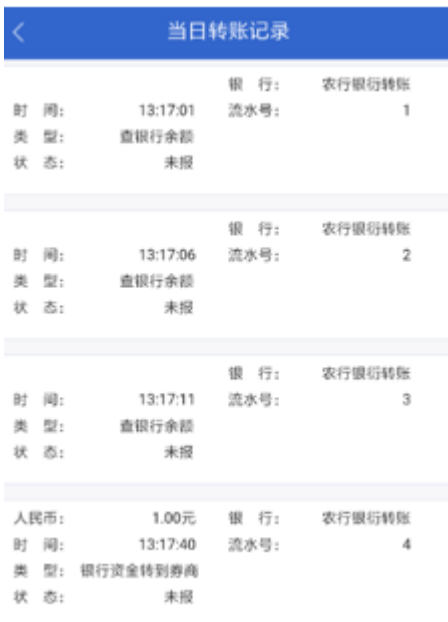 当日转账记录
银 行: 农行银衍转账
时 间: 13:17:01 流水号: 1
类 型: 查银行余额
状 态: 未报
银 行: 农行银衍转账
时 间: 13:17:06 流水号: 2
类 型: 查银行余额
状 态: 未报
银 行: 农行银衍转账
时 间: 13:17:11 流水号: 3
类 型: 查银行余额
状 态: 未报
人民币: 1.00元 银 行: 农行银衍转账
时 间: 13:17:40 流水号: 4
类 型: 银行资金转到券商
状 态: 未报